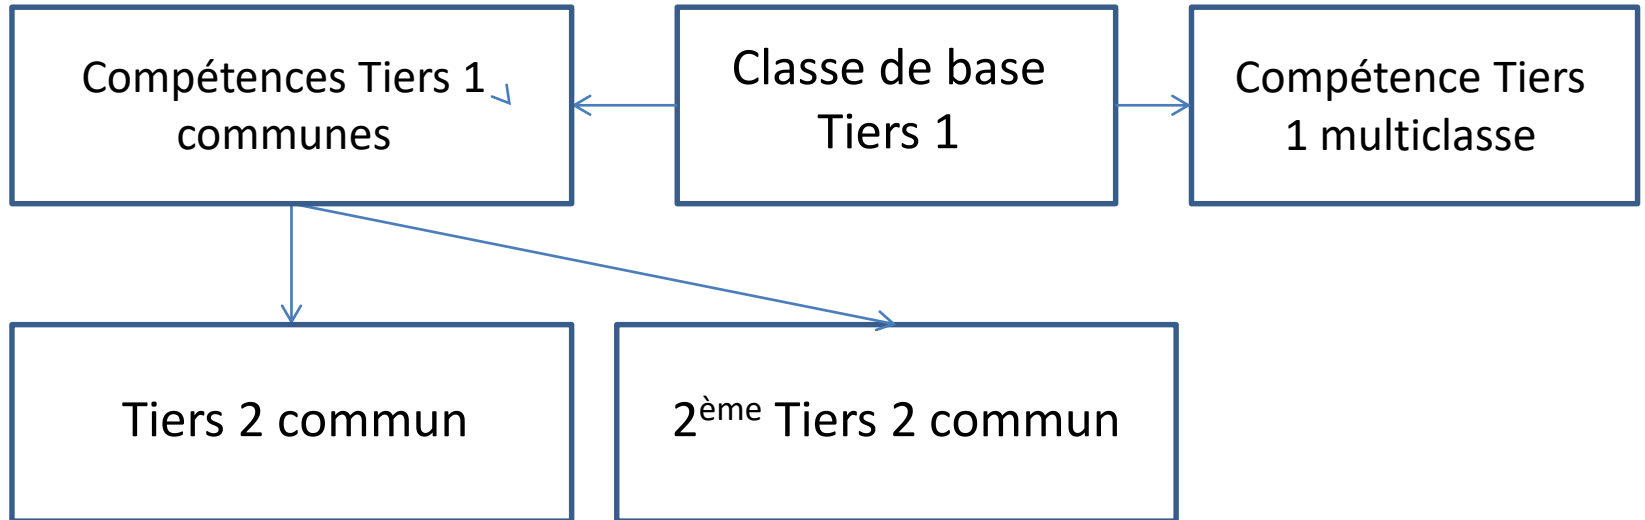 Compétences Tiers 1
communes
Classe de base
Tiers 1
Compétence Tiers
1 multiclasse
Tiers 2 commun
2ème Tiers 2 commun